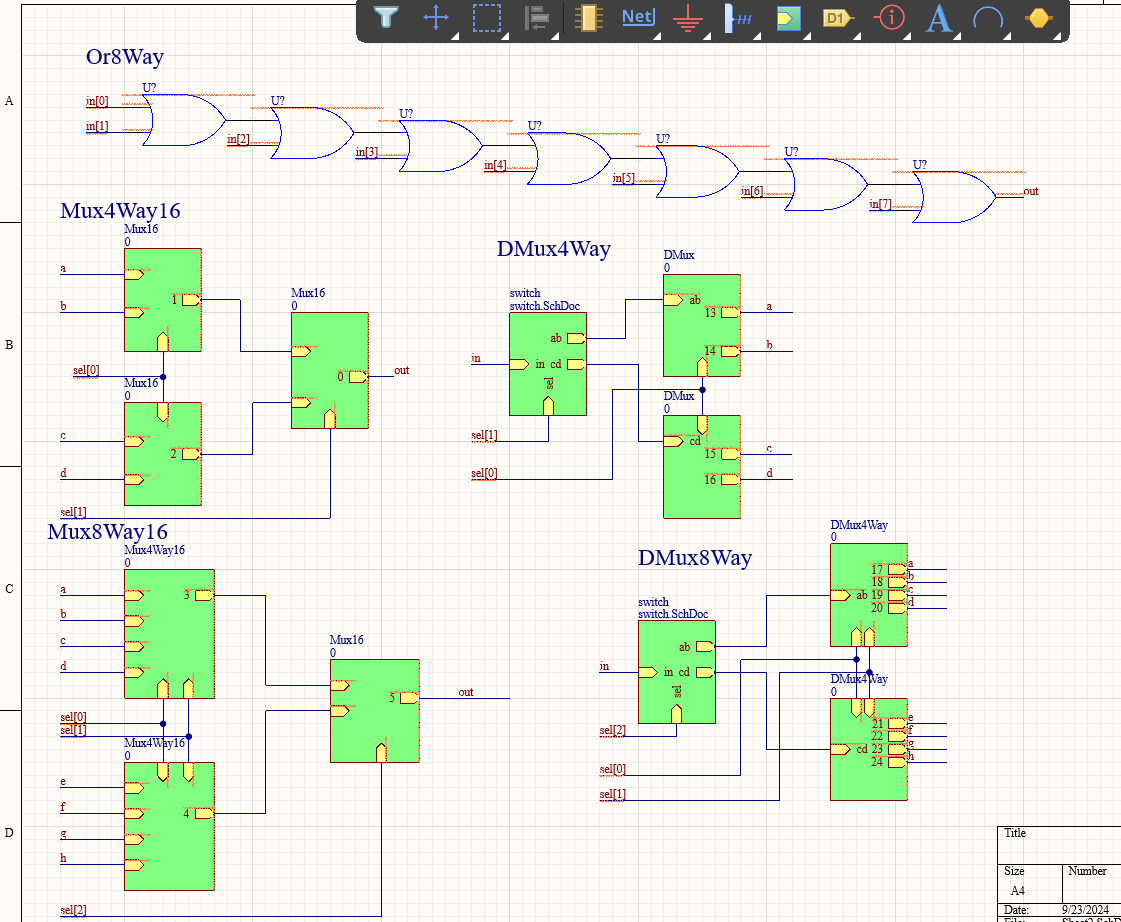 Net
D1
A
Or8Way
A
U?
in[0]
in[1]
U?
in[2]
U?
in[3]
U?
in[4]
U?
in[5]
U?
in[6]
U?
in[7]
out
Mux4Way16
Mux16
0
a
b
1
sel[0]
Mux16
0
c
d
2
sel[1]
Mux16
0
0
out
B
DMux4Way
switch
switch.SchDoc
in
in
ab
cd
sel
sel[1]
sel[0]
DMux
0
ab
13
14
a
b
DMux
0
cd
15
16
c
d
Mux8Way16
Mux4Way16
0
C
a
b
c
d
3
sel[0]
sel[1]
Mux4Way16
0
e
f
g
h
4
sel[2]
Mux16
0
5
out
D
DMux8Way
switch
switch.SchDoc
in
in
ab
cd
sel
sel[2]
sel[0]
sel[1]
DMux4Way
0
ab
17
18
19
20
a
b
c
d
DMux4Way
0
cd
21
22
23
24
e
f
g
h
Title
Size
Number
A4
Date:
9/23/2024
File: